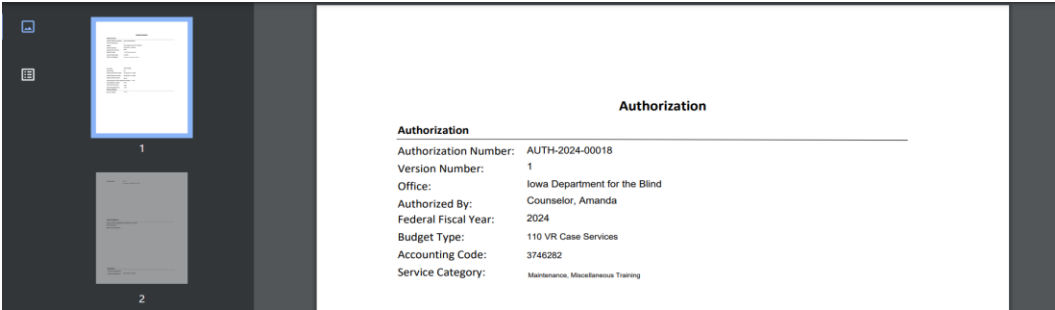 1
2
Authorization
Authorization
Authorization Number: AUTH-2024-00018
Version Number: 1
Office: Iowa Department for the Blind
Authorized By: Counselor, Amanda
Federal Fiscal Year: 2024
Budget Type: 110 VR Case Services
Accounting Code: 3746282
Service Category: Maintenance, Miscellaneous Training